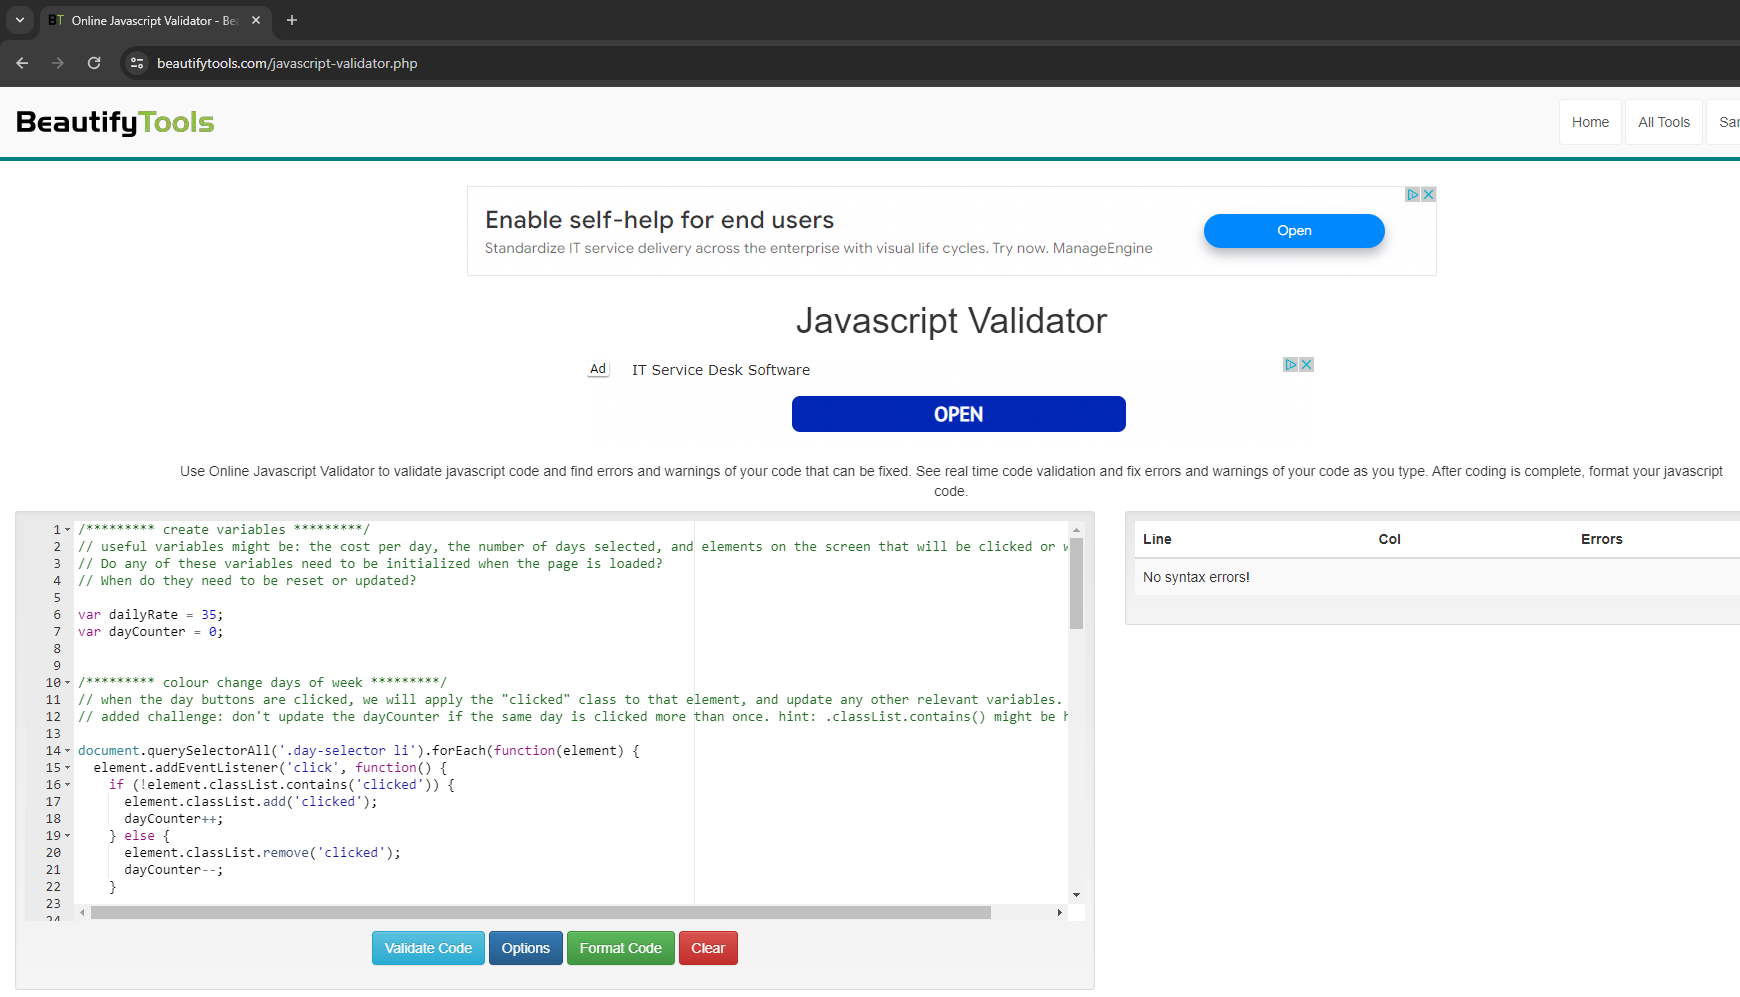 BT Online Javascript Validator - Be
beautifytools.com/javascript-validator.php
BeautifyTools
Home
All Tools
Enable self-help for end users
Standardize IT service delivery across the enterprise with visual life cycles. Try now. ManageEngine
Open
Javascript Validator
Ad
IT Service Desk Software
OPEN
Use Online Javascript Validator to validate javascript code and find errors and warnings of your code that can be fixed. See real time code validation and fix errors and warnings of your code as you type. After coding is complete, format your javascript
code.
1 /********* create variables *********/
2 // useful variables might be: the cost per day, the number of days selected, and elements on the screen that will be clicked or
3 // Do any of these variables need to be initialized when the page is loaded?
4 // When do they need to be reset or updated?
5
6 var dailyRate = 35;
7 var dayCounter = 0;
8
9
10 /********* colour change days of week *********/
11 // when the day buttons are clicked, we will apply the "clicked" class to that element, and update any other relevant variables.
12 // added challenge: don't update the dayCounter if the same day is clicked more than once. hint: .classList.contains() might be
13
14 document.querySelectorAll('.day-selector li').forEach(function(element) {
15 element.addEventListener('click', function() {
16 if (!element.classList.contains('clicked')) {
17 element.classList.add('clicked');
18 dayCounter++;
19 } else {
20 element.classList.remove('clicked');
21 dayCounter--;
22 }
23
24
Validate Code
Options
Format Code
Clear
Line Col Errors
No syntax errors!